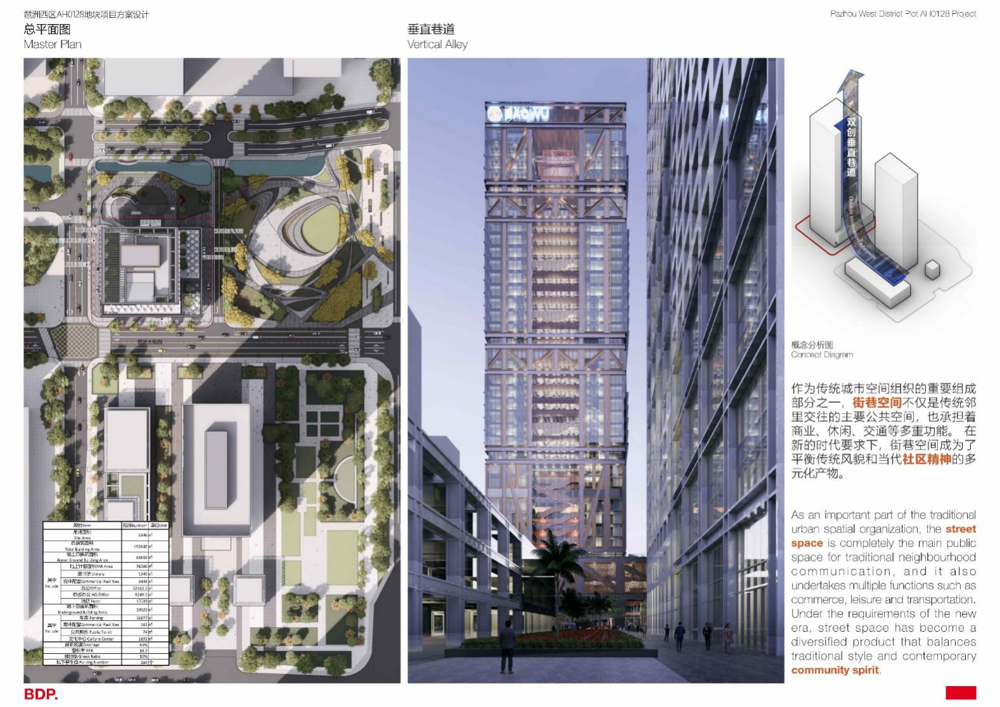 琶洲西区AH0128地块项目方案设计
Pazhou West District Plot AH0128 Project
总平面图
Master Plan
垂直巷道
Vertical Alley
琶洲大街西
项目Item 指标Number 单位Unit
用地面积
Site Area
5346 ㎡
总建筑面积
Total Building Area
102642 ㎡
地上总建筑面积
Above Ground Building Area
83619 ㎡
其中
Include
地上计容面积FAR Area 78586 ㎡
图书馆 Library 1245 ㎡
商业配套Commercial Facilities 3443 ㎡
办公Office 52162.5 ㎡
总部办公 HQ Office 9249.5 ㎡
酒店 Hotel 17519 ㎡
地下总建筑面积
Underground Building Area
19023 ㎡
其中
Include
车库 Parking 16877 ㎡
商业配套Commercial Facilities 181 ㎡
公共厕所 Public Toilet 74 ㎡
文化中心 Culture Center 1891 ㎡
建筑密度Coverage 65%
容积率 FAR 14.7
绿地率 Green Ratio 10%
地下停车位 Parking Number 284 个
BAOWU
双创垂直巷道
Double Innovation Alleyway
概念分析图
Concept Diagram
作为传统城市空间组织的重要组成
部分之一，街巷空间不仅是传统邻
里交往的主要公共空间，也承担着
商业、休闲、交通等多重功能。 在
新的时代要求下，街巷空间成为了
平衡传统风貌和当代社区精神的多
元化产物。
As an important part of the traditional
urban spatial organization, the street
space is completely the main public
space for traditional neighbourhood
communication, and it also
undertakes multiple functions such as
commerce, leisure and transportation.
Under the requirements of the new
era, street space has become a
diversified product that balances
traditional style and contemporary
community spirit.
BDP.